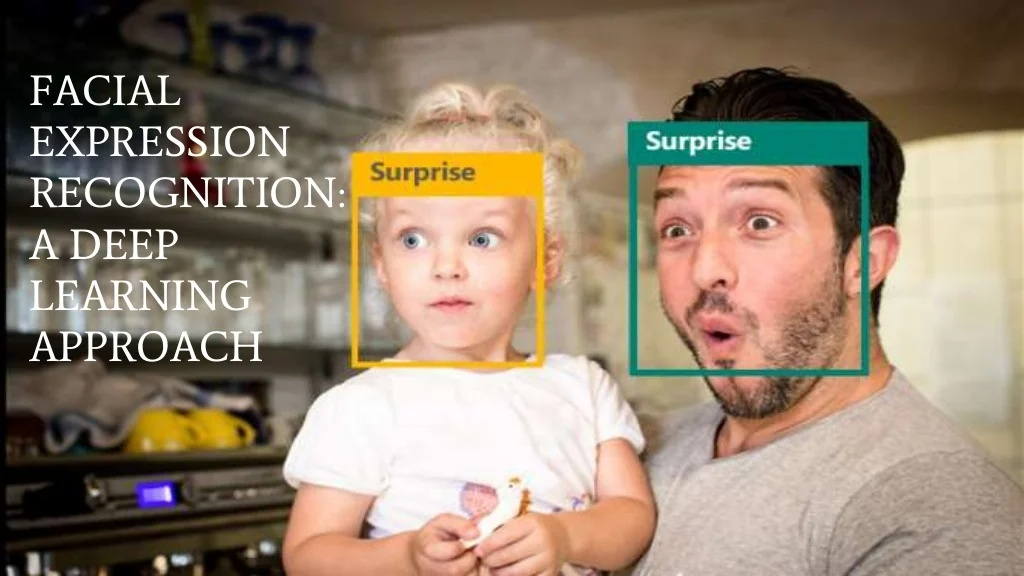 FACIAL
EXPRESSION
RECOGNITION:
A DEEP
LEARNING
APPROACH
Surprise
Surprise